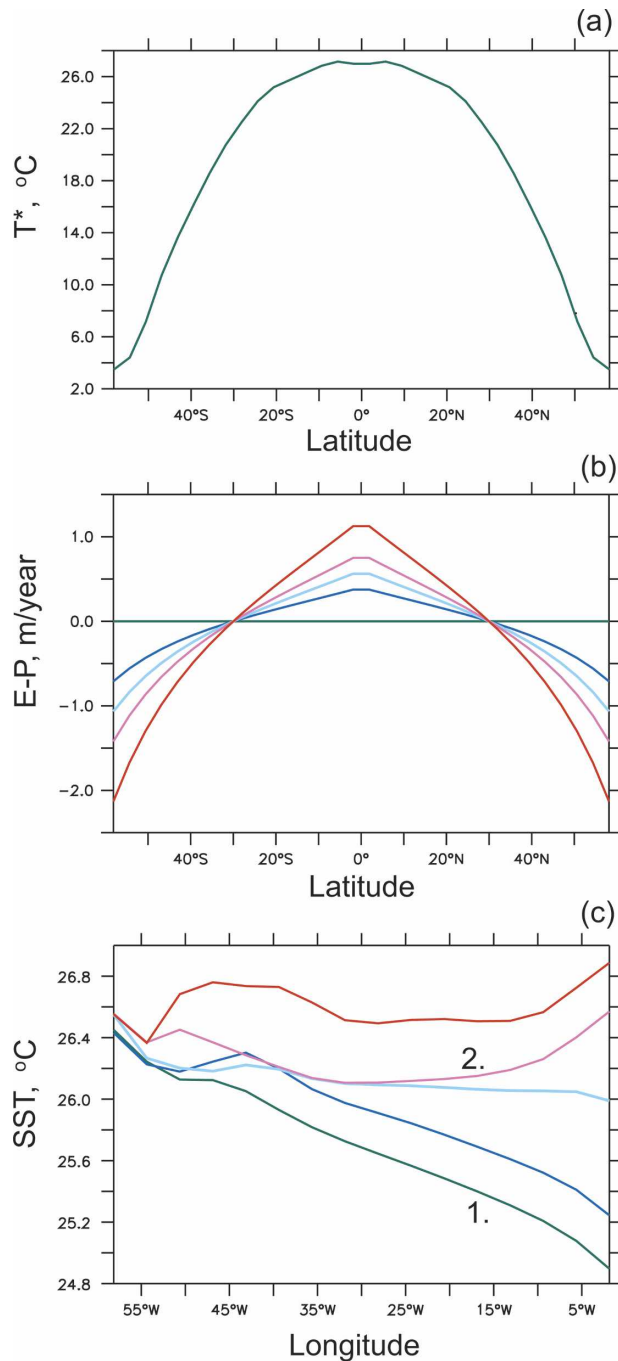 (a)
26.0
22.0
18.0
14.0
10.0
6.0
2.0
T*, °C
40°S 20°S 0° 20°N 40°N
Latitude
(b)
1.0
0.0
−1.0
−2.0
E-P, m/year
40°S 20°S 0° 20°N 40°N
Latitude
(c)
26.8
26.4
26.0
25.6
25.2
24.8
SST, °C
2.
1.
55°W 45°W 35°W 25°W 15°W 5°W
Longitude